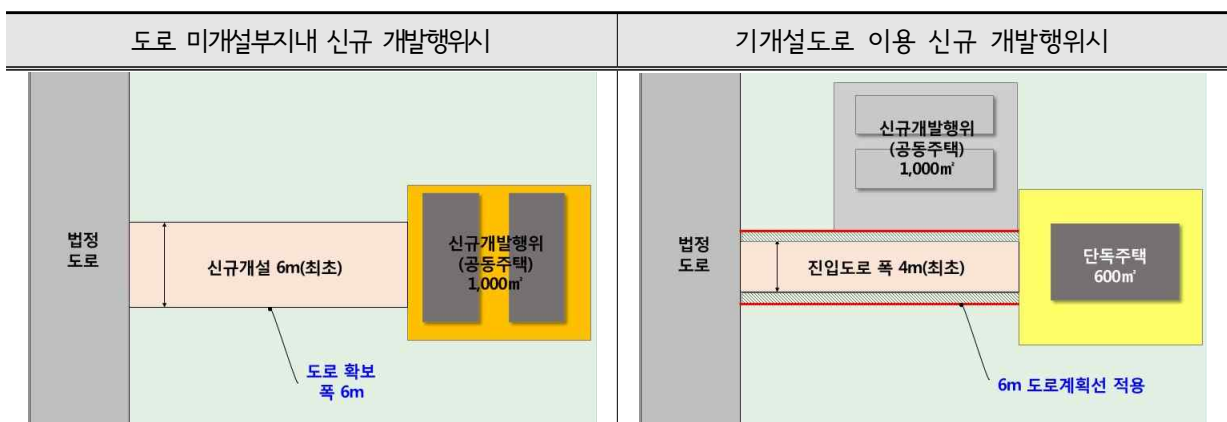 도로 미개설부지내 신규 개발행위시
기개설도로 이용 신규 개발행위시
법정
도로
신규개설 6m(최초)
신규개발행위
(공동주택)
1,000㎡
도로 확보
폭 6m
신규개발행위
(공동주택)
1,000㎡
법정
도로
진입도로 폭 4m(최초)
단독주택
600㎡
6m 도로계획선 적용